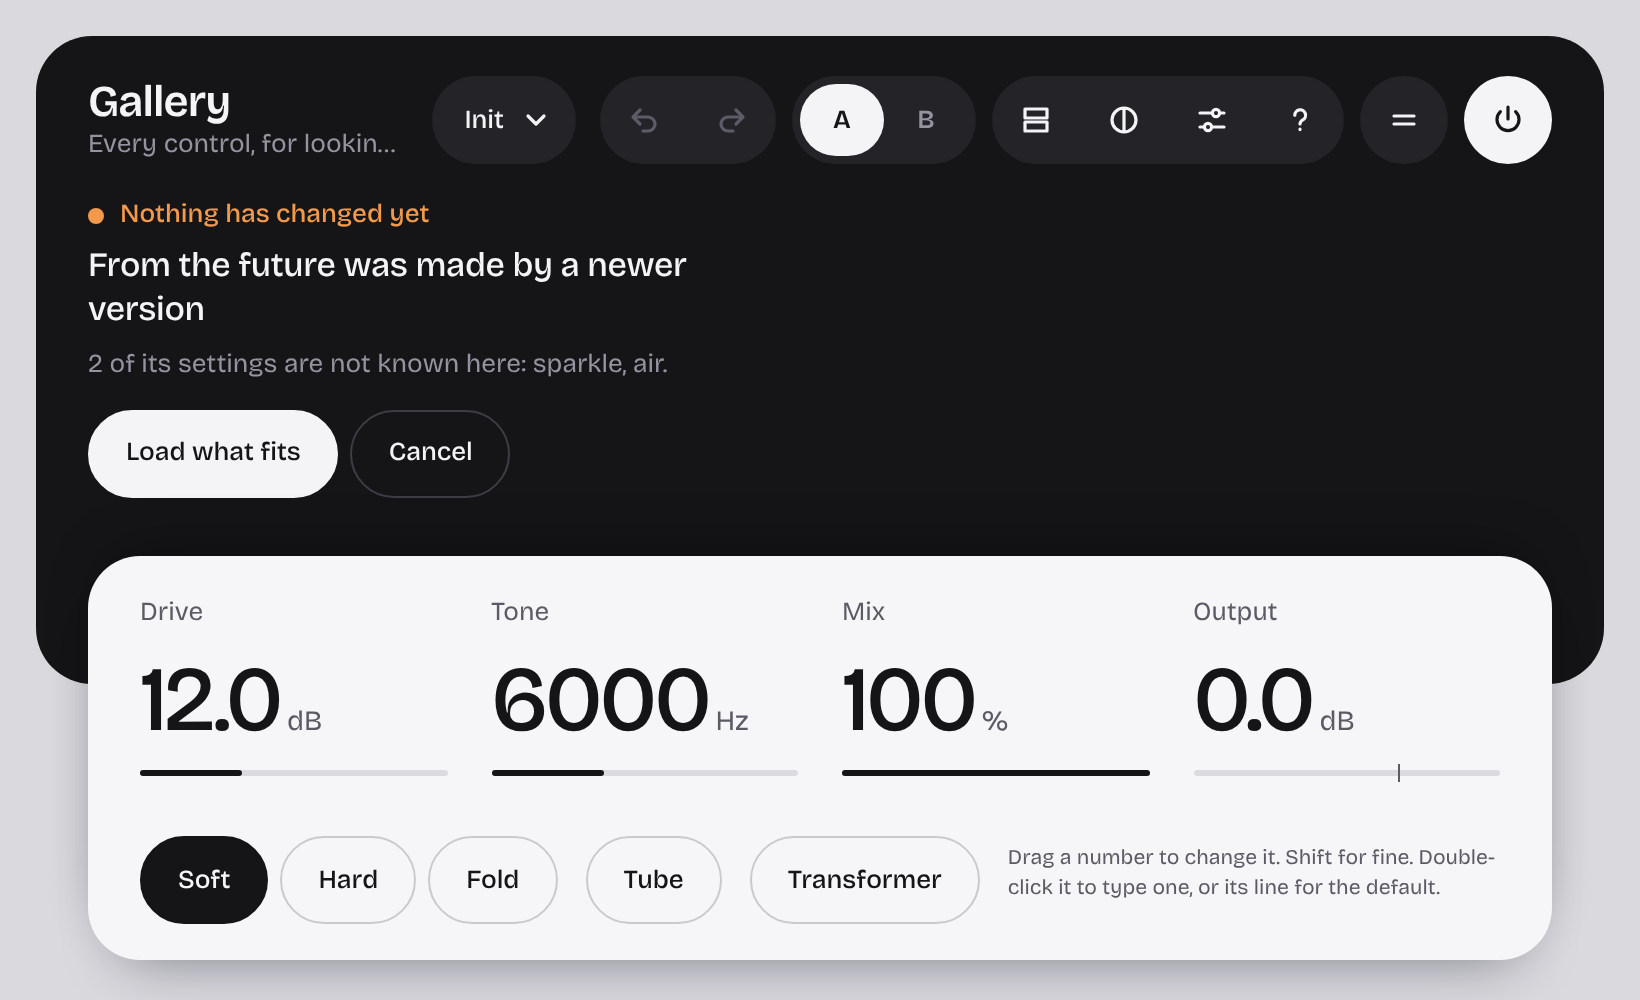 Gallery
Every control, for lookin...
Init
A
B
?
Nothing has changed yet
From the future was made by a newer
version
2 of its settings are not known here: sparkle, air.
Load what fits
Cancel
Drive
Tone
Mix
Output
12.0 dB
6000 Hz
100 %
0.0 dB
Soft
Hard
Fold
Tube
Transformer
Drag a number to change it. Shift for fine. Double-
click it to type one, or its line for the default.